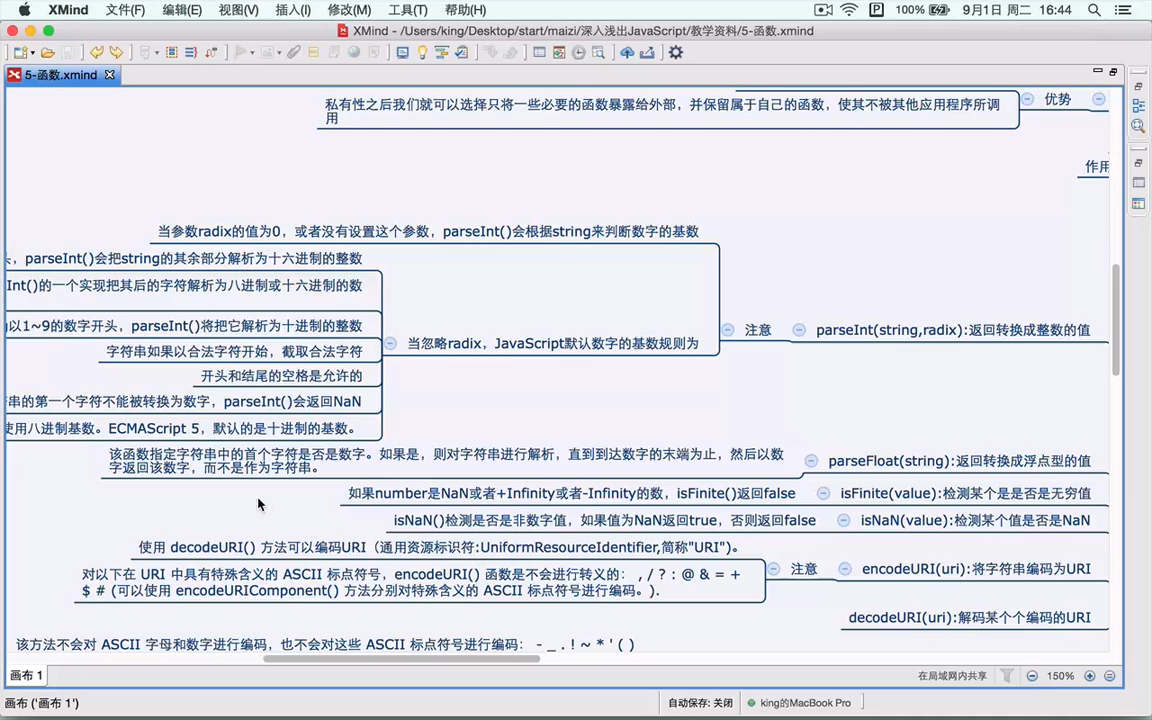 XMind 文件(F) 编辑(E) 视图(V) 插入(I) 修改(M) 工具(T) 帮助(H) 100% 9月1日 周二 16:44
XMind - /Users/king/Desktop/start/maizi/深入浅出JavaScript/教学资料/5-函数.xmind
5-函数.xmind
私有性之后我们就可以选择只将一些必要的函数暴露给外部，并保留属于自己的函数，使其不被其他应用程序所调
用
优势
作用
当参数radix的值为0，或者没有设置这个参数，parseInt()会根据string来判断数字的基数
头，parseInt()会把string的其余部分解析为十六进制的整数
Int()的一个实现把其后的字符解析为八进制或十六进制的数
以1~9的数字开头，parseInt()将把它解析为十进制的整数
字符串如果以合法字符开始，截取合法字符
开头和结尾的空格是允许的
串的第一个字符不能被转换为数字，parseInt()会返回NaN
使用八进制基数。ECMAScript 5，默认的是十进制的基数。
当忽略radix，JavaScript默认数字的基数规则为
注意
parseInt(string,radix):返回转换成整数的值
该函数指定字符串中的首个字符是否是数字。如果是，则对字符串进行解析，直到到达数字的末端为止，然后以数
字返回该数字，而不是作为字符串。
parseFloat(string):返回转换成浮点型的值
如果number是NaN或者+Infinity或者-Infinity的数，isFinite()返回false
isFinite(value):检测某个是是否是无穷值
isNaN()检测是否是非数字值，如果值为NaN返回true，否则返回false
isNaN(value):检测某个值是否是NaN
使用 decodeURI() 方法可以编码URI（通用资源标识符:UniformResourceIdentifier,简称"URI"）。
对以下在 URI 中具有特殊含义的 ASCII 标点符号，encodeURI() 函数是不会进行转义的： , / ? : @ & = +
$ # (可以使用 encodeURIComponent() 方法分别对特殊含义的 ASCII 标点符号进行编码。).
注意
encodeURI(uri):将字符串编码为URI
decodeURI(uri):解码某个个编码的URI
该方法不会对 ASCII 字母和数字进行编码，也不会对这些 ASCII 标点符号进行编码： - _ . ! ~ * ' ( )
画布 1
在局域网内共享
150%
画布 ('画布 1')
自动保存: 关闭
king的MacBook Pro